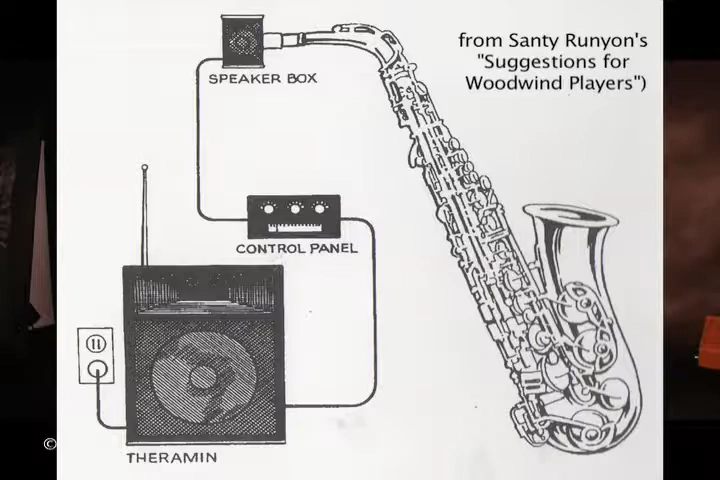 from Santy Runyon's
"Suggestions for
Woodwind Players")
SPEAKER BOX
CONTROL PANEL
THERAMIN
©